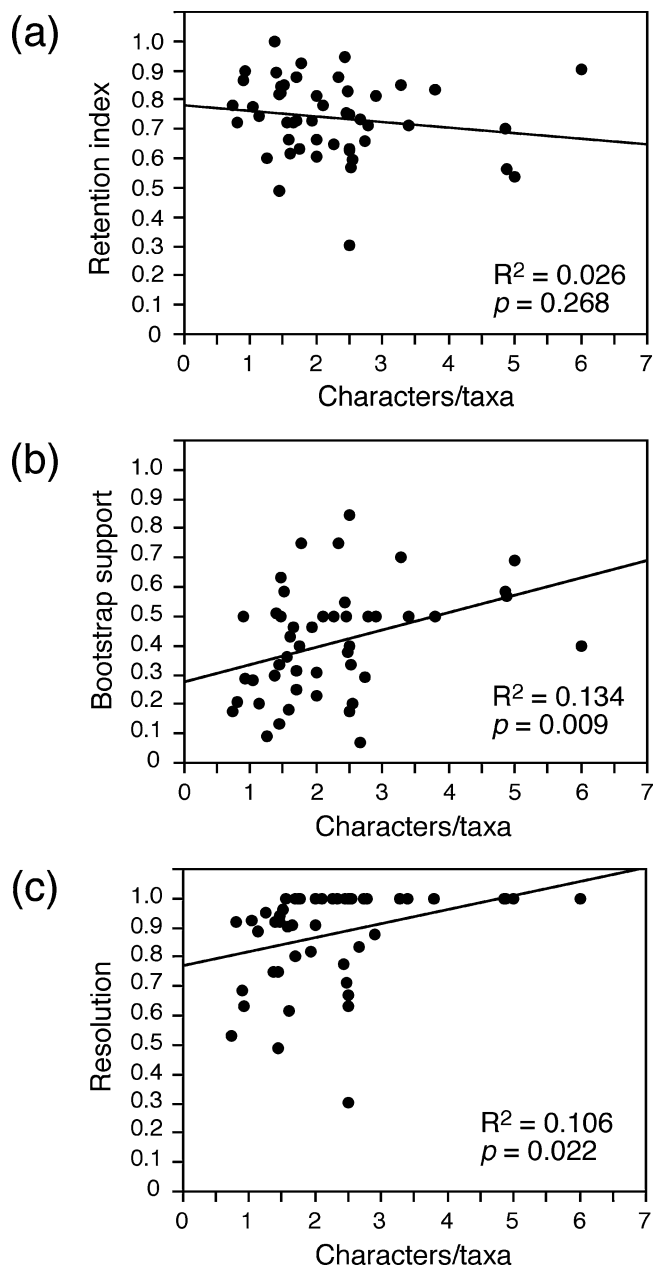 (a)
Retention index
1.0
0.9
0.8
0.7
0.6
0.5
0.4
0.3
0.2
0.1
0
R2 = 0.026
p = 0.268
0 1 2 3 4 5 6 7
Characters/taxa
(b)
Bootstrap support
1.0
0.9
0.8
0.7
0.6
0.5
0.4
0.3
0.2
0.1
0
R2 = 0.134
p = 0.009
0 1 2 3 4 5 6 7
Characters/taxa
(c)
Resolution
1.0
0.9
0.8
0.7
0.6
0.5
0.4
0.3
0.2
0.1
0
R2 = 0.106
p = 0.022
0 1 2 3 4 5 6 7
Characters/taxa